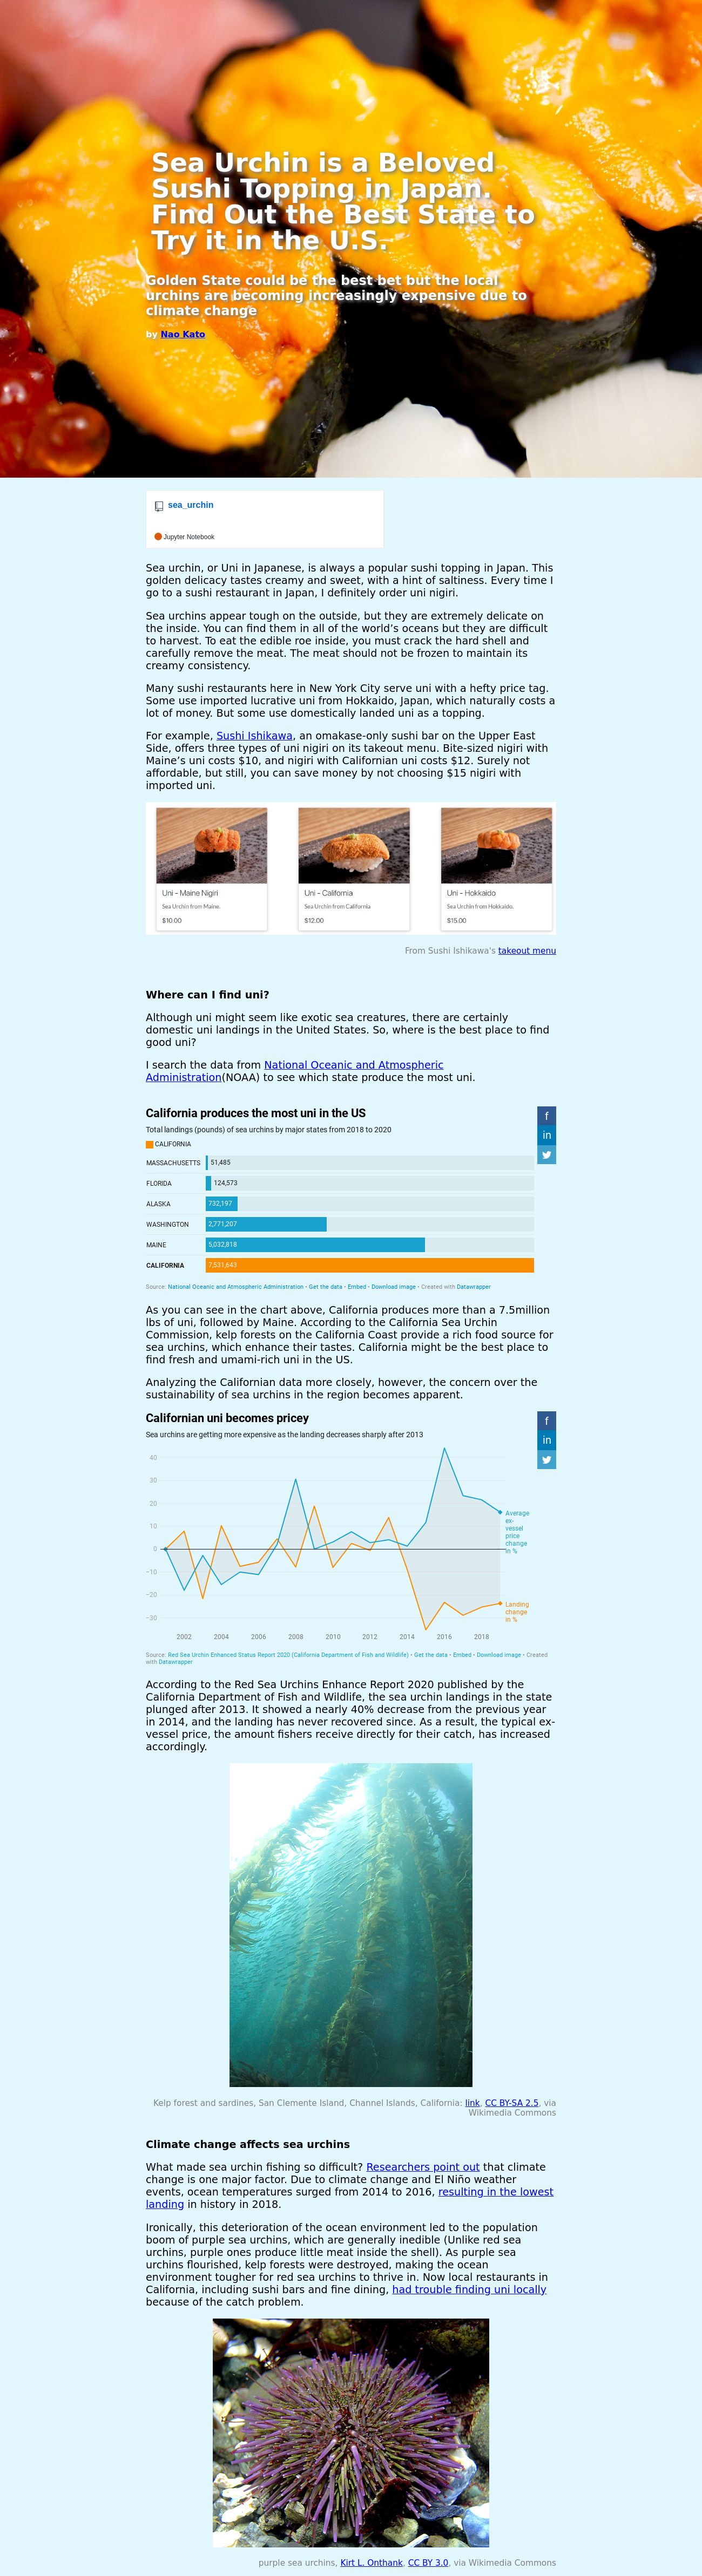 Sea Urchin is a Beloved
Sushi Topping in Japan.
Find Out the Best State to
Try it in the U.S.
Golden State could be the best bet but the local
urchins are becoming increasingly expensive due to
climate change
by Nao Kato
sea_urchin
Jupyter Notebook
Sea urchin, or Uni in Japanese, is always a popular sushi topping in Japan. This
golden delicacy tastes creamy and sweet, with a hint of saltiness. Every time I
go to a sushi restaurant in Japan, I definitely order uni nigiri.
Sea urchins appear tough on the outside, but they are extremely delicate on
the inside. You can find them in all of the world’s oceans but they are difficult
to harvest. To eat the edible roe inside, you must crack the hard shell and
carefully remove the meat. The meat should not be frozen to maintain its
creamy consistency.
Many sushi restaurants here in New York City serve uni with a hefty price tag.
Some use imported lucrative uni from Hokkaido, Japan, which naturally costs a
lot of money. But some use domestically landed uni as a topping.
For example, Sushi Ishikawa, an omakase-only sushi bar on the Upper East
Side, offers three types of uni nigiri on its takeout menu. Bite-sized nigiri with
Maine’s uni costs $10, and nigiri with Californian uni costs $12. Surely not
affordable, but still, you can save money by not choosing $15 nigiri with
imported uni.
Uni - Maine Nigiri
Sea Urchin from Maine.
$10.00
Uni - California
Sea Urchin from California
$12.00
Uni - Hokkaido
Sea Urchin from Hokkaido.
$15.00
From Sushi Ishikawa's takeout menu
Where can I find uni?
Although uni might seem like exotic sea creatures, there are certainly
domestic uni landings in the United States. So, where is the best place to find
good uni?
I search the data from National Oceanic and Atmospheric
Administration(NOAA) to see which state produce the most uni.
California produces the most uni in the US
Total landings (pounds) of sea urchins by major states from 2018 to 2020
CALIFORNIA
f
in
MASSACHUSETTS 51,485
FLORIDA 124,573
ALASKA 732,197
WASHINGTON 2,771,207
MAINE 5,032,818
CALIFORNIA 7,531,643
Source: National Oceanic and Atmospheric Administration • Get the data • Embed • Download image • Created with Datawrapper
As you can see in the chart above, California produces more than a 7.5million
lbs of uni, followed by Maine. According to the California Sea Urchin
Commission, kelp forests on the California Coast provide a rich food source for
sea urchins, which enhance their tastes. California might be the best place to
find fresh and umami-rich uni in the US.
Analyzing the Californian data more closely, however, the concern over the
sustainability of sea urchins in the region becomes apparent.
Californian uni becomes pricey
Sea urchins are getting more expensive as the landing decreases sharply after 2013
f
in
40
30
20
10
0
−10
−20
−30
Average
ex-
vessel
price
change
in %
Landing
change
in %
2002 2004 2006 2008 2010 2012 2014 2016 2018
Source: Red Sea Urchin Enhanced Status Report 2020 (California Department of Fish and Wildlife) • Get the data • Embed • Download image • Created
with Datawrapper
According to the Red Sea Urchins Enhance Report 2020 published by the
California Department of Fish and Wildlife, the sea urchin landings in the state
plunged after 2013. It showed a nearly 40% decrease from the previous year
in 2014, and the landing has never recovered since. As a result, the typical ex-
vessel price, the amount fishers receive directly for their catch, has increased
accordingly.
Kelp forest and sardines, San Clemente Island, Channel Islands, California: link, CC BY-SA 2.5, via
Wikimedia Commons
Climate change affects sea urchins
What made sea urchin fishing so difficult? Researchers point out that climate
change is one major factor. Due to climate change and El Niño weather
events, ocean temperatures surged from 2014 to 2016, resulting in the lowest
landing in history in 2018.
Ironically, this deterioration of the ocean environment led to the population
boom of purple sea urchins, which are generally inedible (Unlike red sea
urchins, purple ones produce little meat inside the shell). As purple sea
urchins flourished, kelp forests were destroyed, making the ocean
environment tougher for red sea urchins to thrive in. Now local restaurants in
California, including sushi bars and fine dining, had trouble finding uni locally
because of the catch problem.
purple sea urchins, Kirt L. Onthank, CC BY 3.0, via Wikimedia Commons